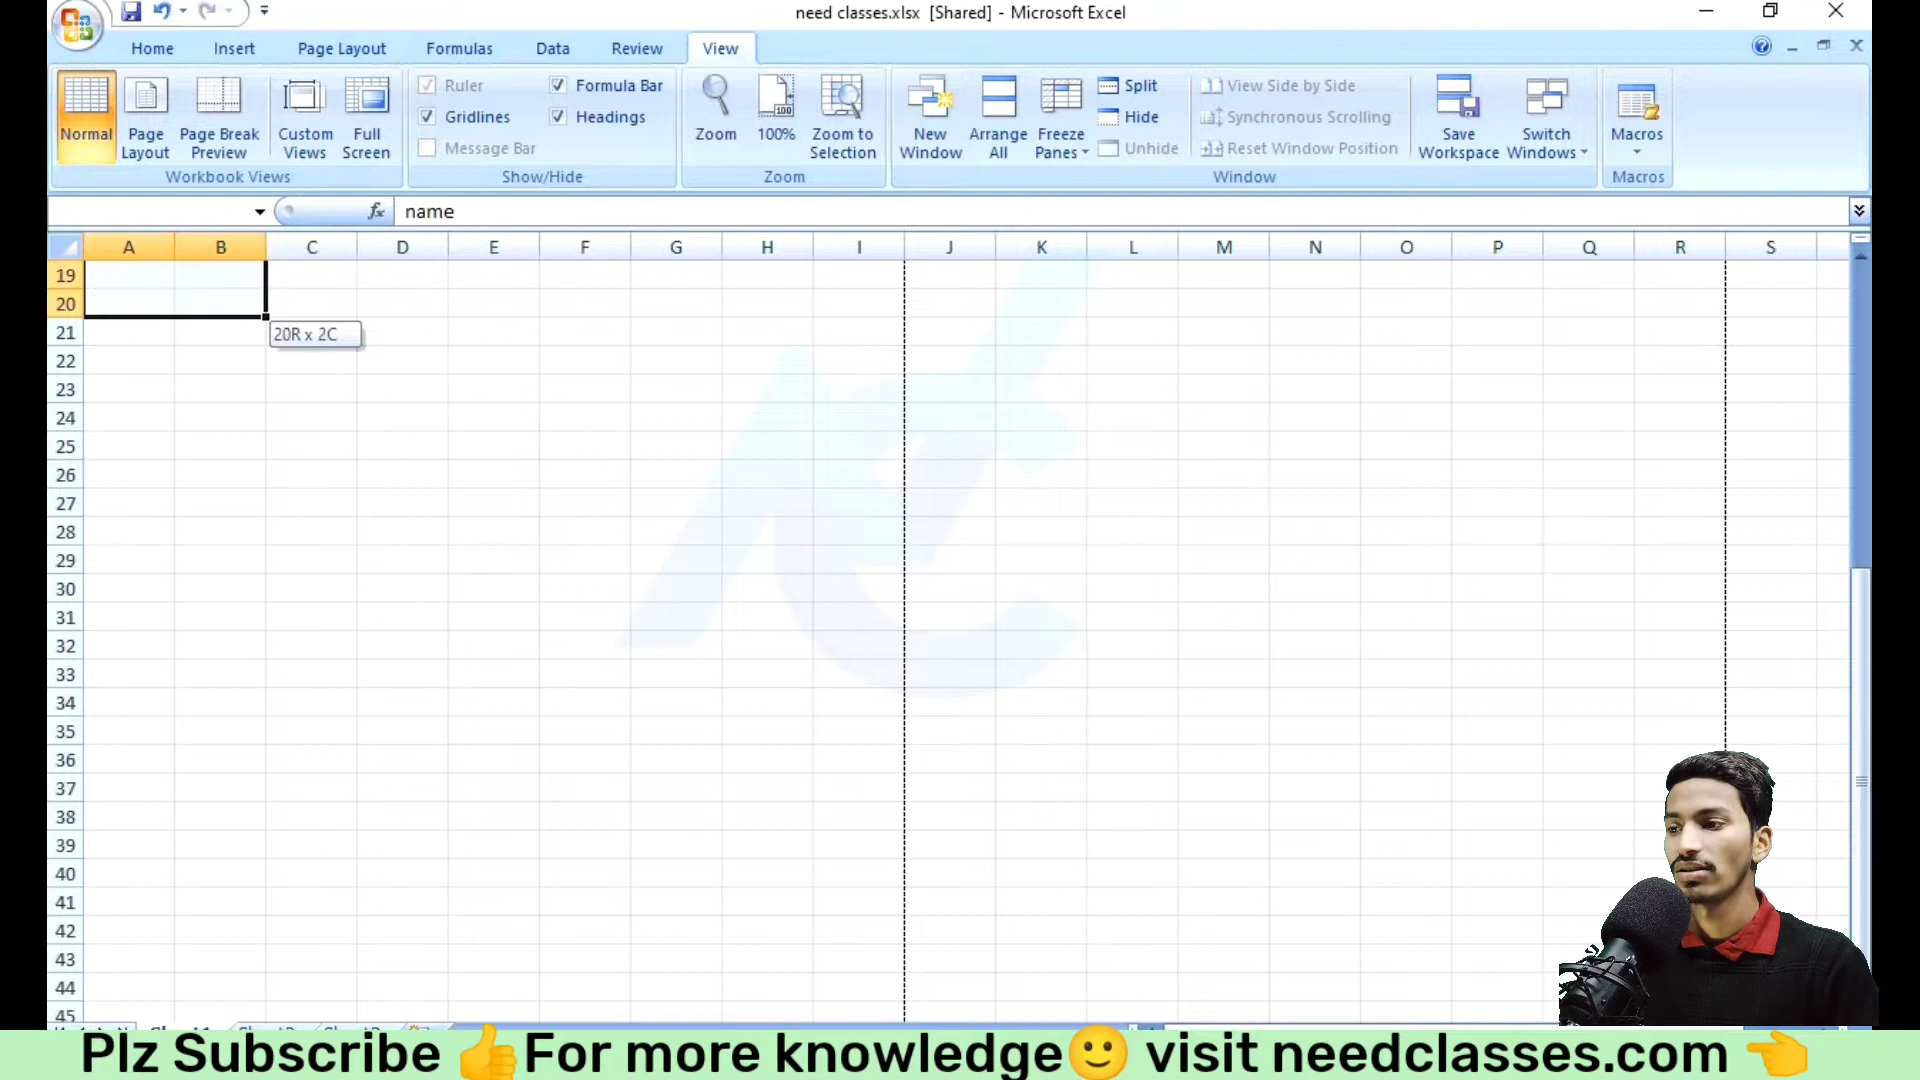 need classes.xlsx [Shared] - Microsoft Excel
Home Insert Page Layout Formulas Data Review View
Normal Page Layout Page Break Preview Custom Views Full Screen
Workbook Views
Ruler Formula Bar
Gridlines Headings
Message Bar
Show/Hide
Zoom 100% Zoom to Selection
Zoom
New Window Arrange All Freeze Panes
Split
Hide
Unhide
View Side by Side
Synchronous Scrolling
Reset Window Position
Save Workspace Switch Windows
Window
Macros
Macros
fx name
A B C D E F G H I J K L M N O P Q R S
19
20
21
20R x 2C
22
23
24
25
26
27
28
29
30
31
32
33
34
35
36
37
38
39
40
41
42
43
44
45
Plz Subscribe 👍For more knowledge🙂 visit needclasses.com 👈